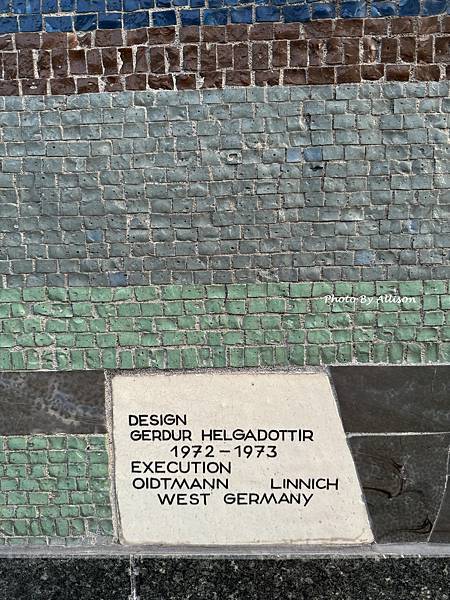 Photo By Allison
DESIGN
GERDUR HELGADOTTIR
1972-1973
EXECUTION
OIDTMANN LINNICH
WEST GERMANY